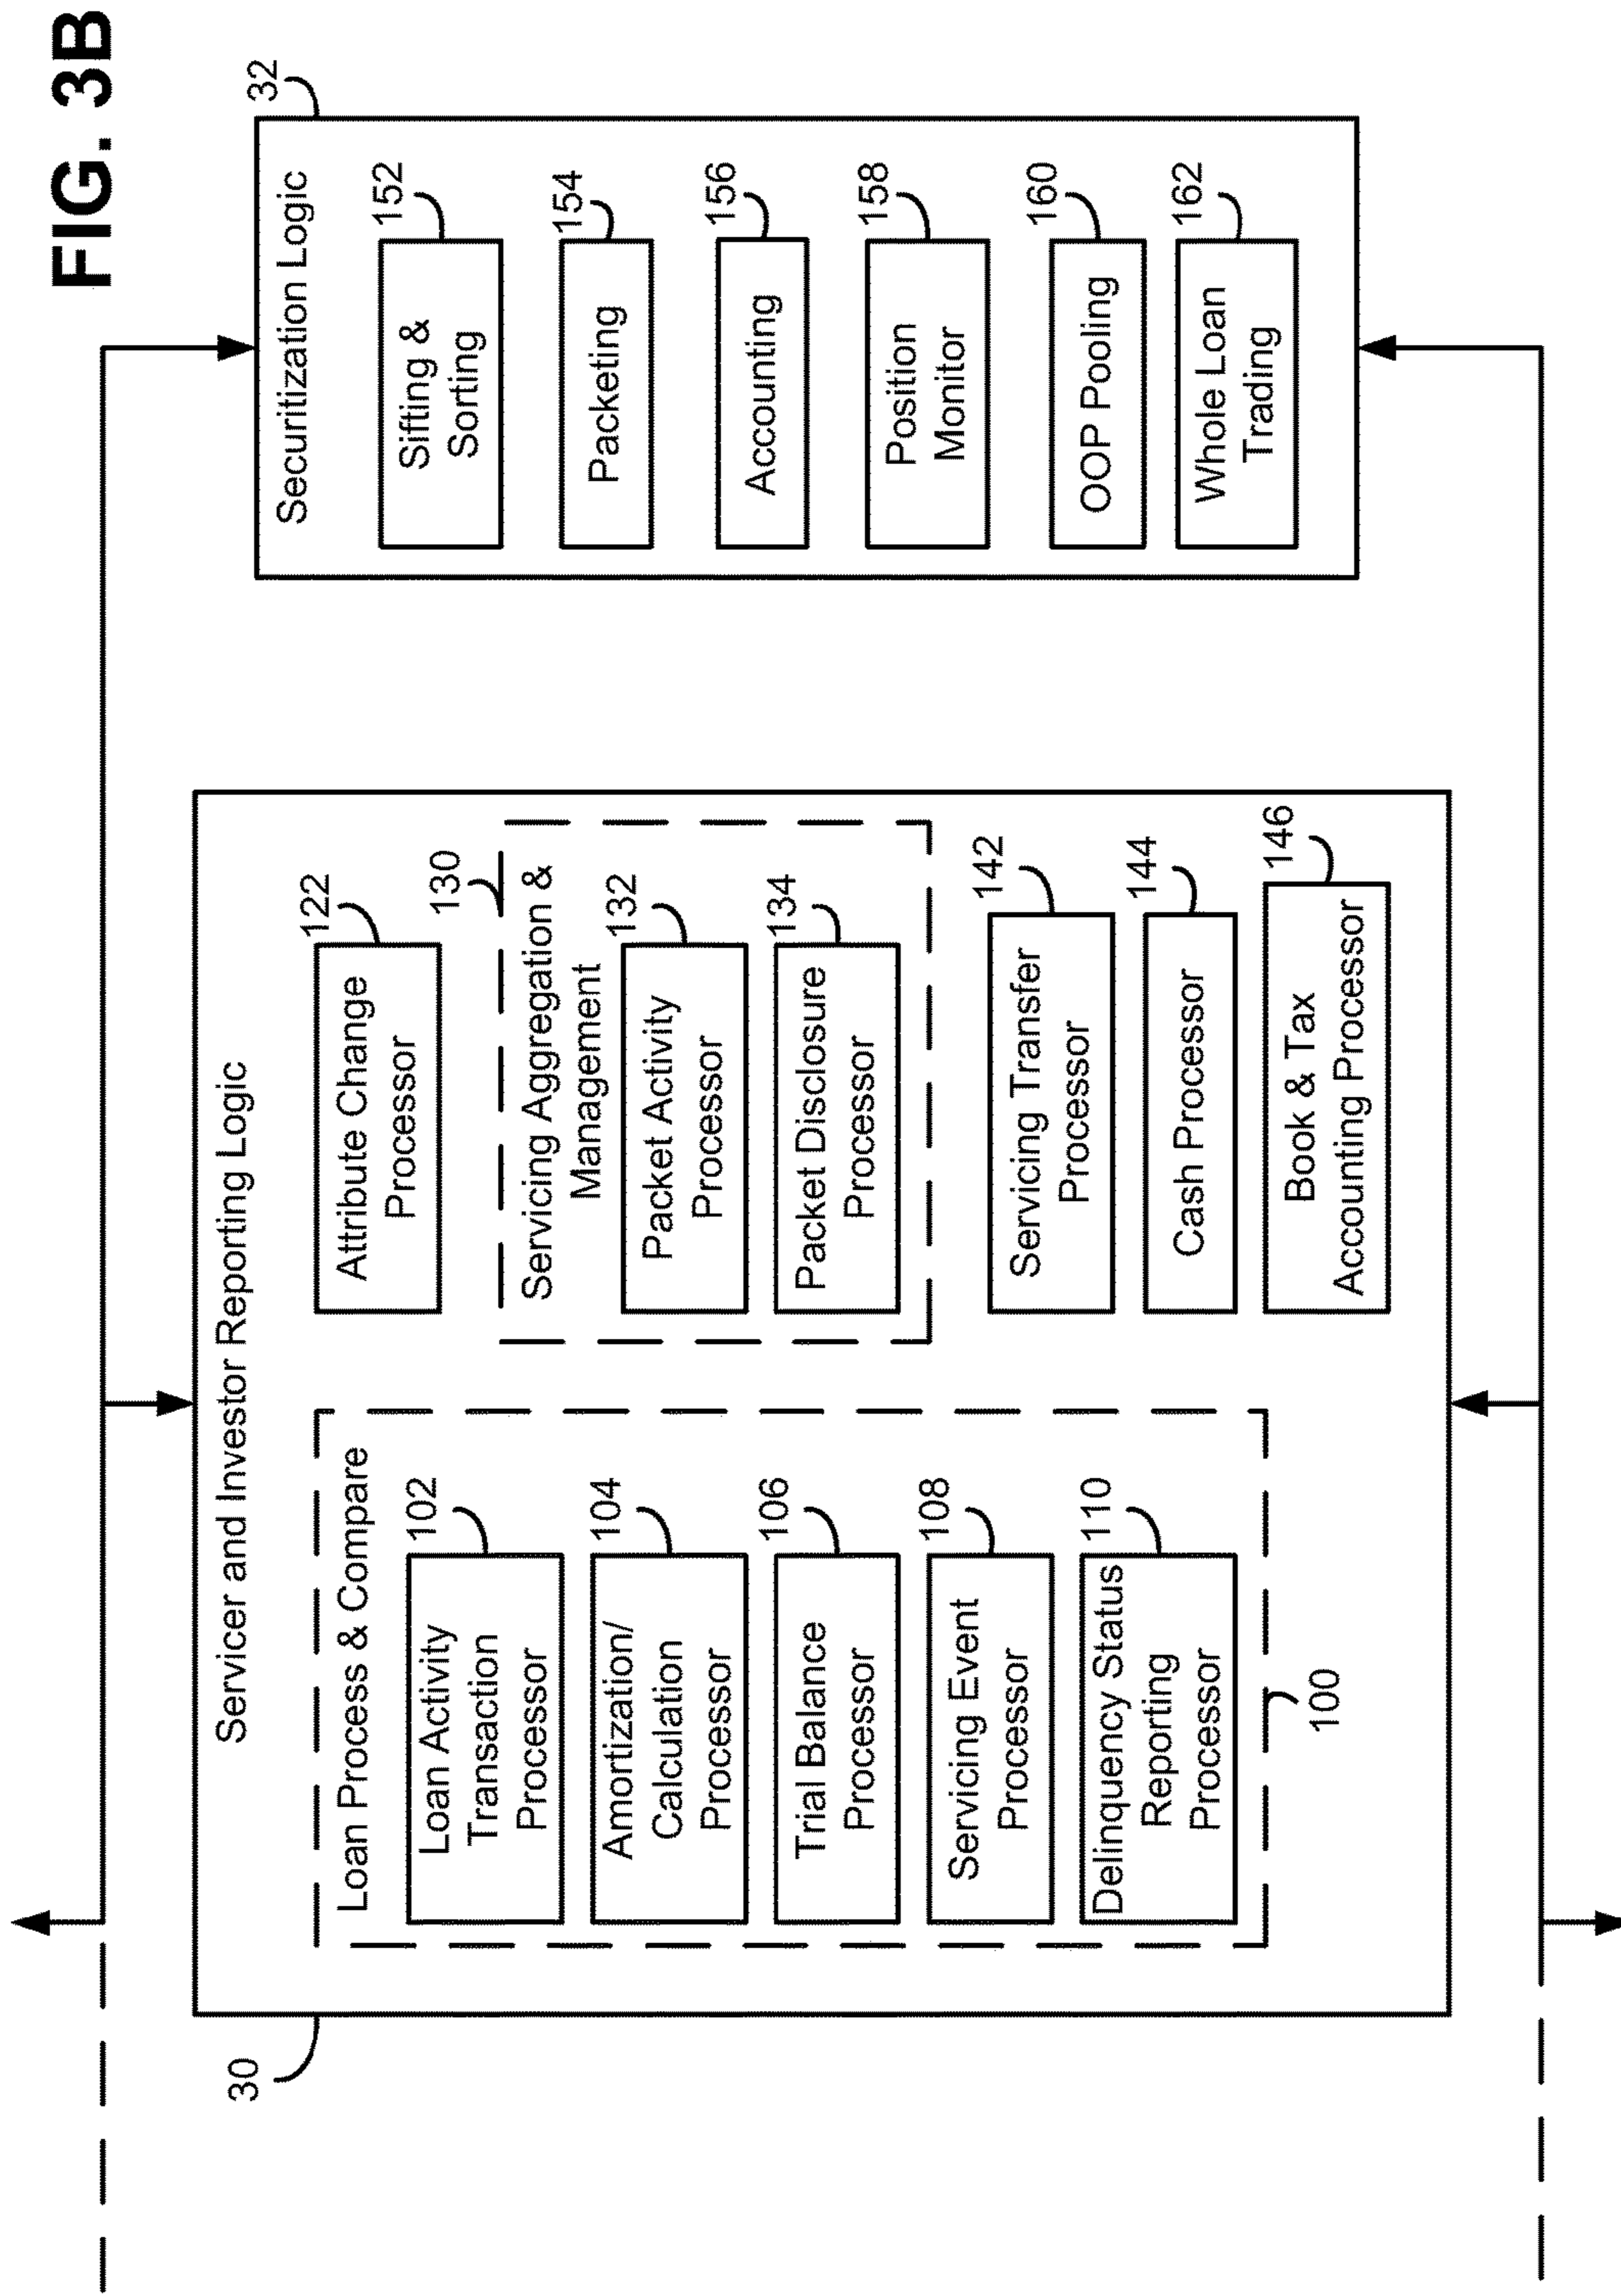 FIG. 3B
30
Servicer and Investor Reporting Logic
Loan Process & Compare
Loan Activity
Transaction
Processor
102
Amortization/
Calculation
Processor
104
Trial Balance
Processor
106
Servicing Event
Processor
108
Delinquency Status
Reporting
Processor
110
100
Attribute Change
Processor
122
130
Servicing Aggregation &
Management
Packet Activity
Processor
132
Packet Disclosure
Processor
134
Servicing Transfer
Processor
142
Cash Processor
144
Book & Tax
Accounting Processor
146
32
Securitization Logic
Sifting &
Sorting
152
Packeting
154
Accounting
156
Position
Monitor
158
OOP Pooling
160
Whole Loan
Trading
162